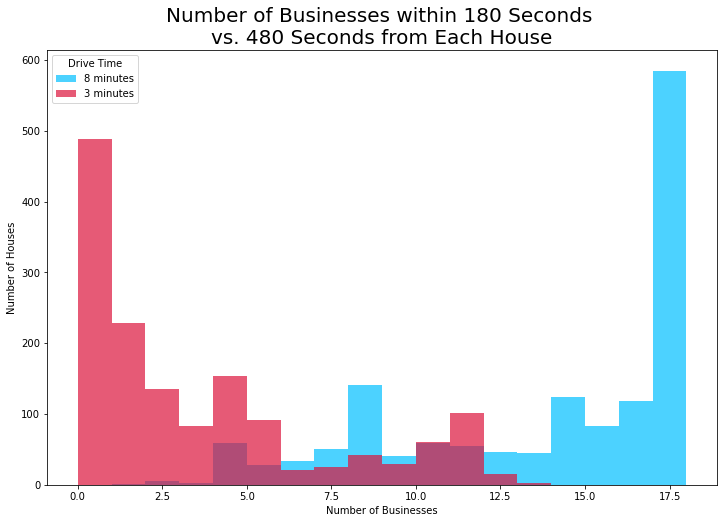 Number of Businesses within 180 Seconds
vs. 480 Seconds from Each House
Drive Time
8 minutes
3 minutes
600
500
400
300
200
100
0
Number of Houses
0.0 2.5 5.0 7.5 10.0 12.5 15.0 17.5
Number of Businesses